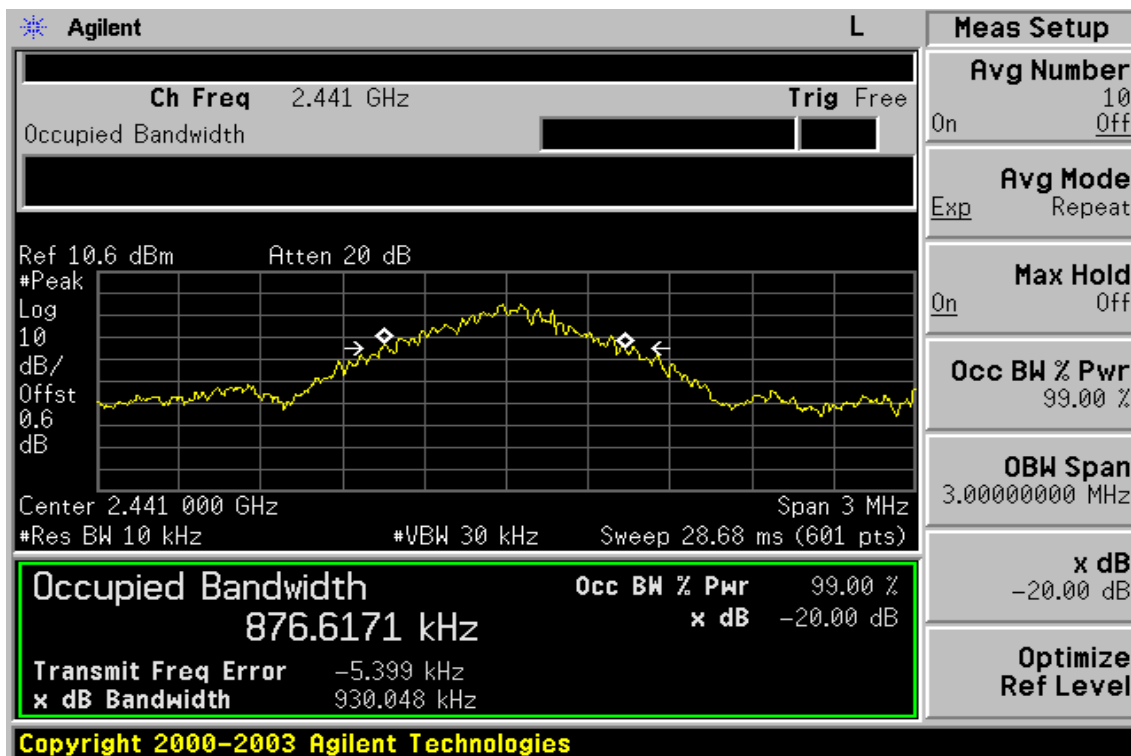 Agilent L
Ch Freq 2.441 GHz Trig Free
Occupied Bandwidth
Ref 10.6 dBm Atten 20 dB
#Peak
Log
10
dB/
Offst
0.6
dB
Center 2.441 000 GHz Span 3 MHz
#Res BW 10 kHz #VBW 30 kHz Sweep 28.68 ms (601 pts)
Occupied Bandwidth
876.6171 kHz
Occ BW % Pwr 99.00 %
x dB -20.00 dB
Transmit Freq Error -5.399 kHz
x dB Bandwidth 930.048 kHz
Meas Setup
Avg Number
10
On Off
Avg Mode
Exp Repeat
Max Hold
On Off
Occ BW % Pwr
99.00 %
OBW Span
3.00000000 MHz
x dB
-20.00 dB
Optimize
Ref Level
Copyright 2000-2003 Agilent Technologies